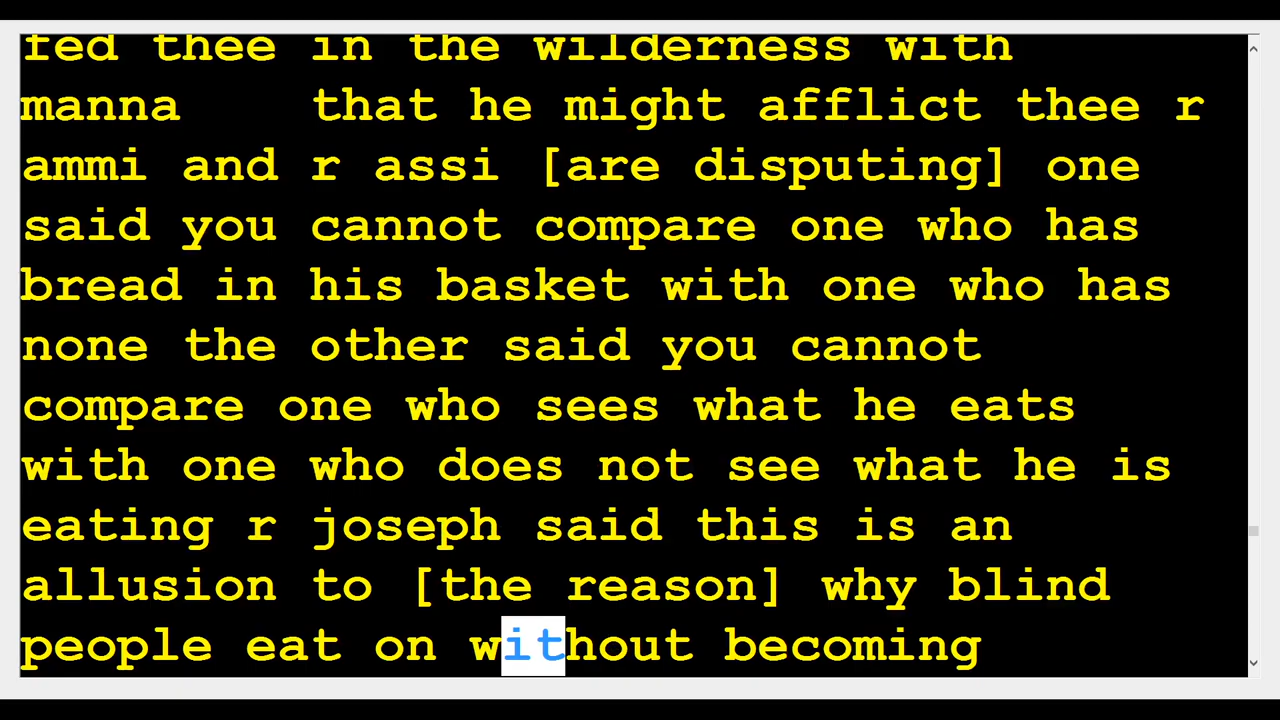 fed thee in the wilderness with
manna    that he might afflict thee r
ammi and r assi [are disputing] one
said you cannot compare one who has
bread in his basket with one who has
none the other said you cannot
compare one who sees what he eats
with one who does not see what he is
eating r joseph said this is an
allusion to [the reason] why blind
people eat on without becoming